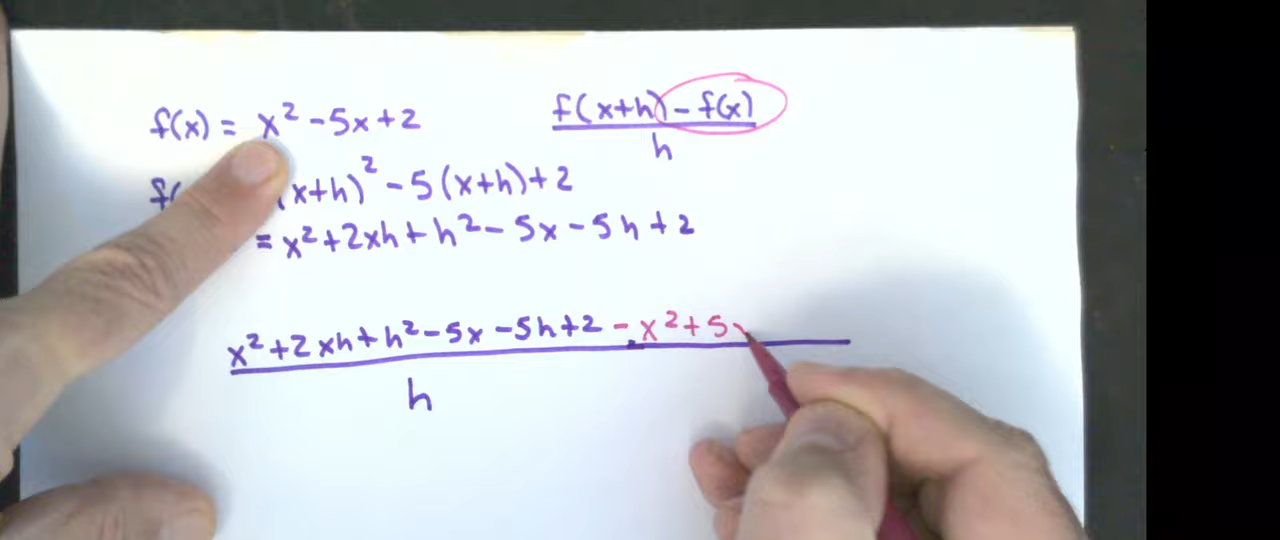 f(x) = x² - 5x + 2
f(x+h) - f(x)
h
f( x+h)² - 5(x+h) + 2
= x² + 2xh + h² - 5x - 5h + 2
x² + 2xh + h² - 5x - 5h + 2 - x² + 5
h